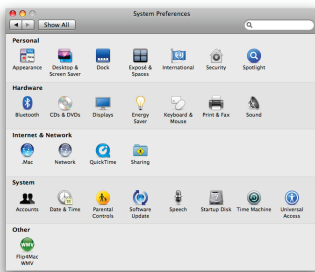 System Preferences
Show All
Personal
Appearance
Desktop &
Screen Saver
Dock
Exposé &
Spaces
International
Security
Spotlight
Hardware
Bluetooth
CDs & DVDs
Displays
Energy
Saver
Keyboard &
Mouse
Print & Fax
Sound
Internet & Network
.Mac
Network
QuickTime
Sharing
System
Accounts
Date & Time
Parental
Controls
Software
Update
Speech
Startup Disk
Time Machine
Universal
Access
Other
WMV
Flip4Mac
WMV